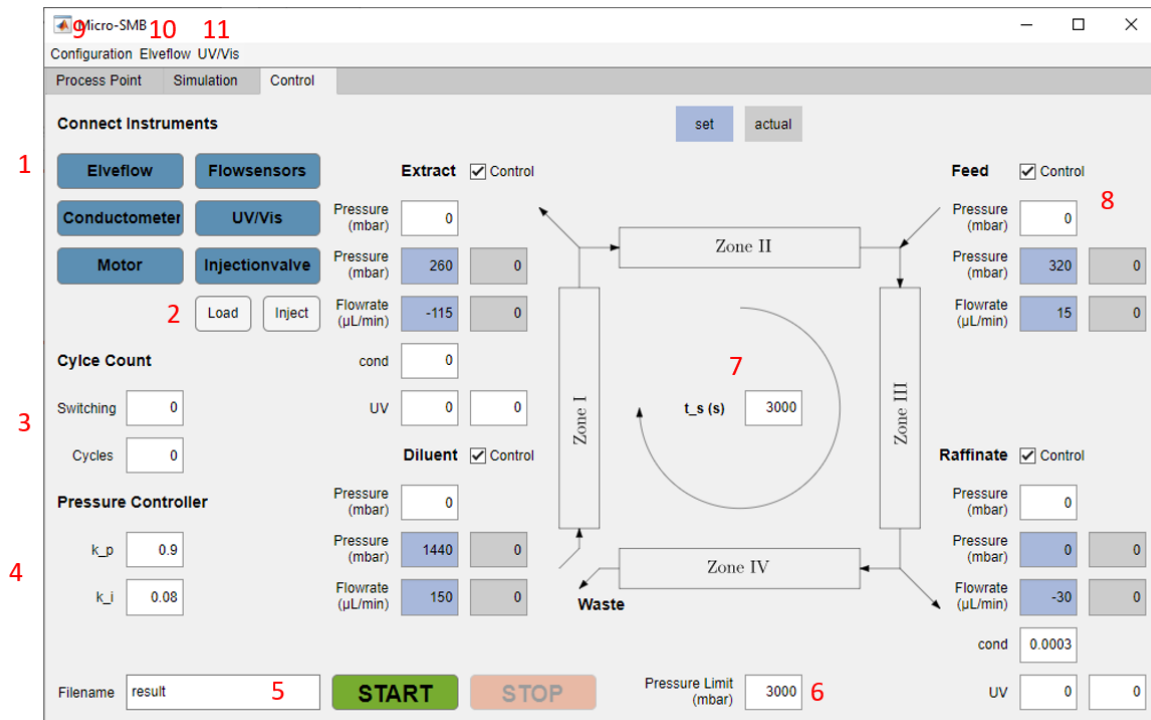 9 10 11
Micro-SMB
Configuration Elveflow UV/Vis
Process Point Simulation Control
Connect Instruments
set actual
1
Elveflow Flowsensors
Conductometer UV/Vis
Motor Injectionvalve
2 Load Inject
Cylce Count
3
Switching 0
Cycles 0
Pressure Controller
4
k_p 0.9
k_i 0.08
Extract Control
Pressure
(mbar) 0
Pressure
(mbar) 260 0
Flowrate
(µL/min) -115 0
cond 0
UV 0 0
Diluent Control
Pressure
(mbar) 0
Pressure
(mbar) 1440 0
Flowrate
(µL/min) 150 0
Zone II
Zone I
7
t_s (s) 3000
Zone III
Zone IV
Waste
Feed Control
8
Pressure
(mbar) 0
Pressure
(mbar) 320 0
Flowrate
(µL/min) 15 0
Raffinate Control
Pressure
(mbar) 0
Pressure
(mbar) 0 0
Flowrate
(µL/min) -30 0
cond 0.0003
UV 0 0
Filename result 5 START STOP
Pressure Limit
(mbar) 3000 6